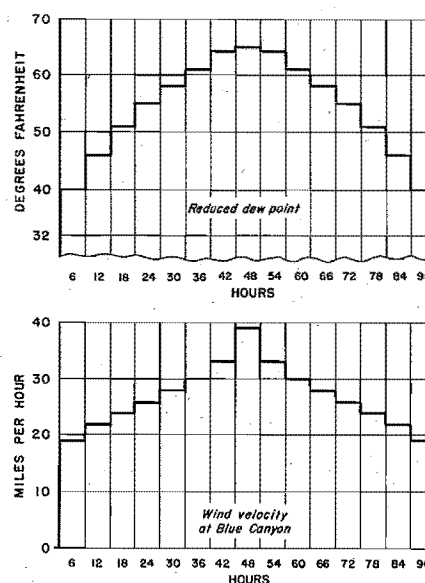 70
60
50
40
32
DEGREES FAHRENHEIT
Reduced dew point
6 12 18 24 30 36 42 48 54 60 66 72 78 84 90
HOURS
40
30
20
10
0
MILES PER HOUR
Wind velocity
at Blue Canyon
6 12 18 24 30 36 42 48 54 60 66 72 78 84
HOURS